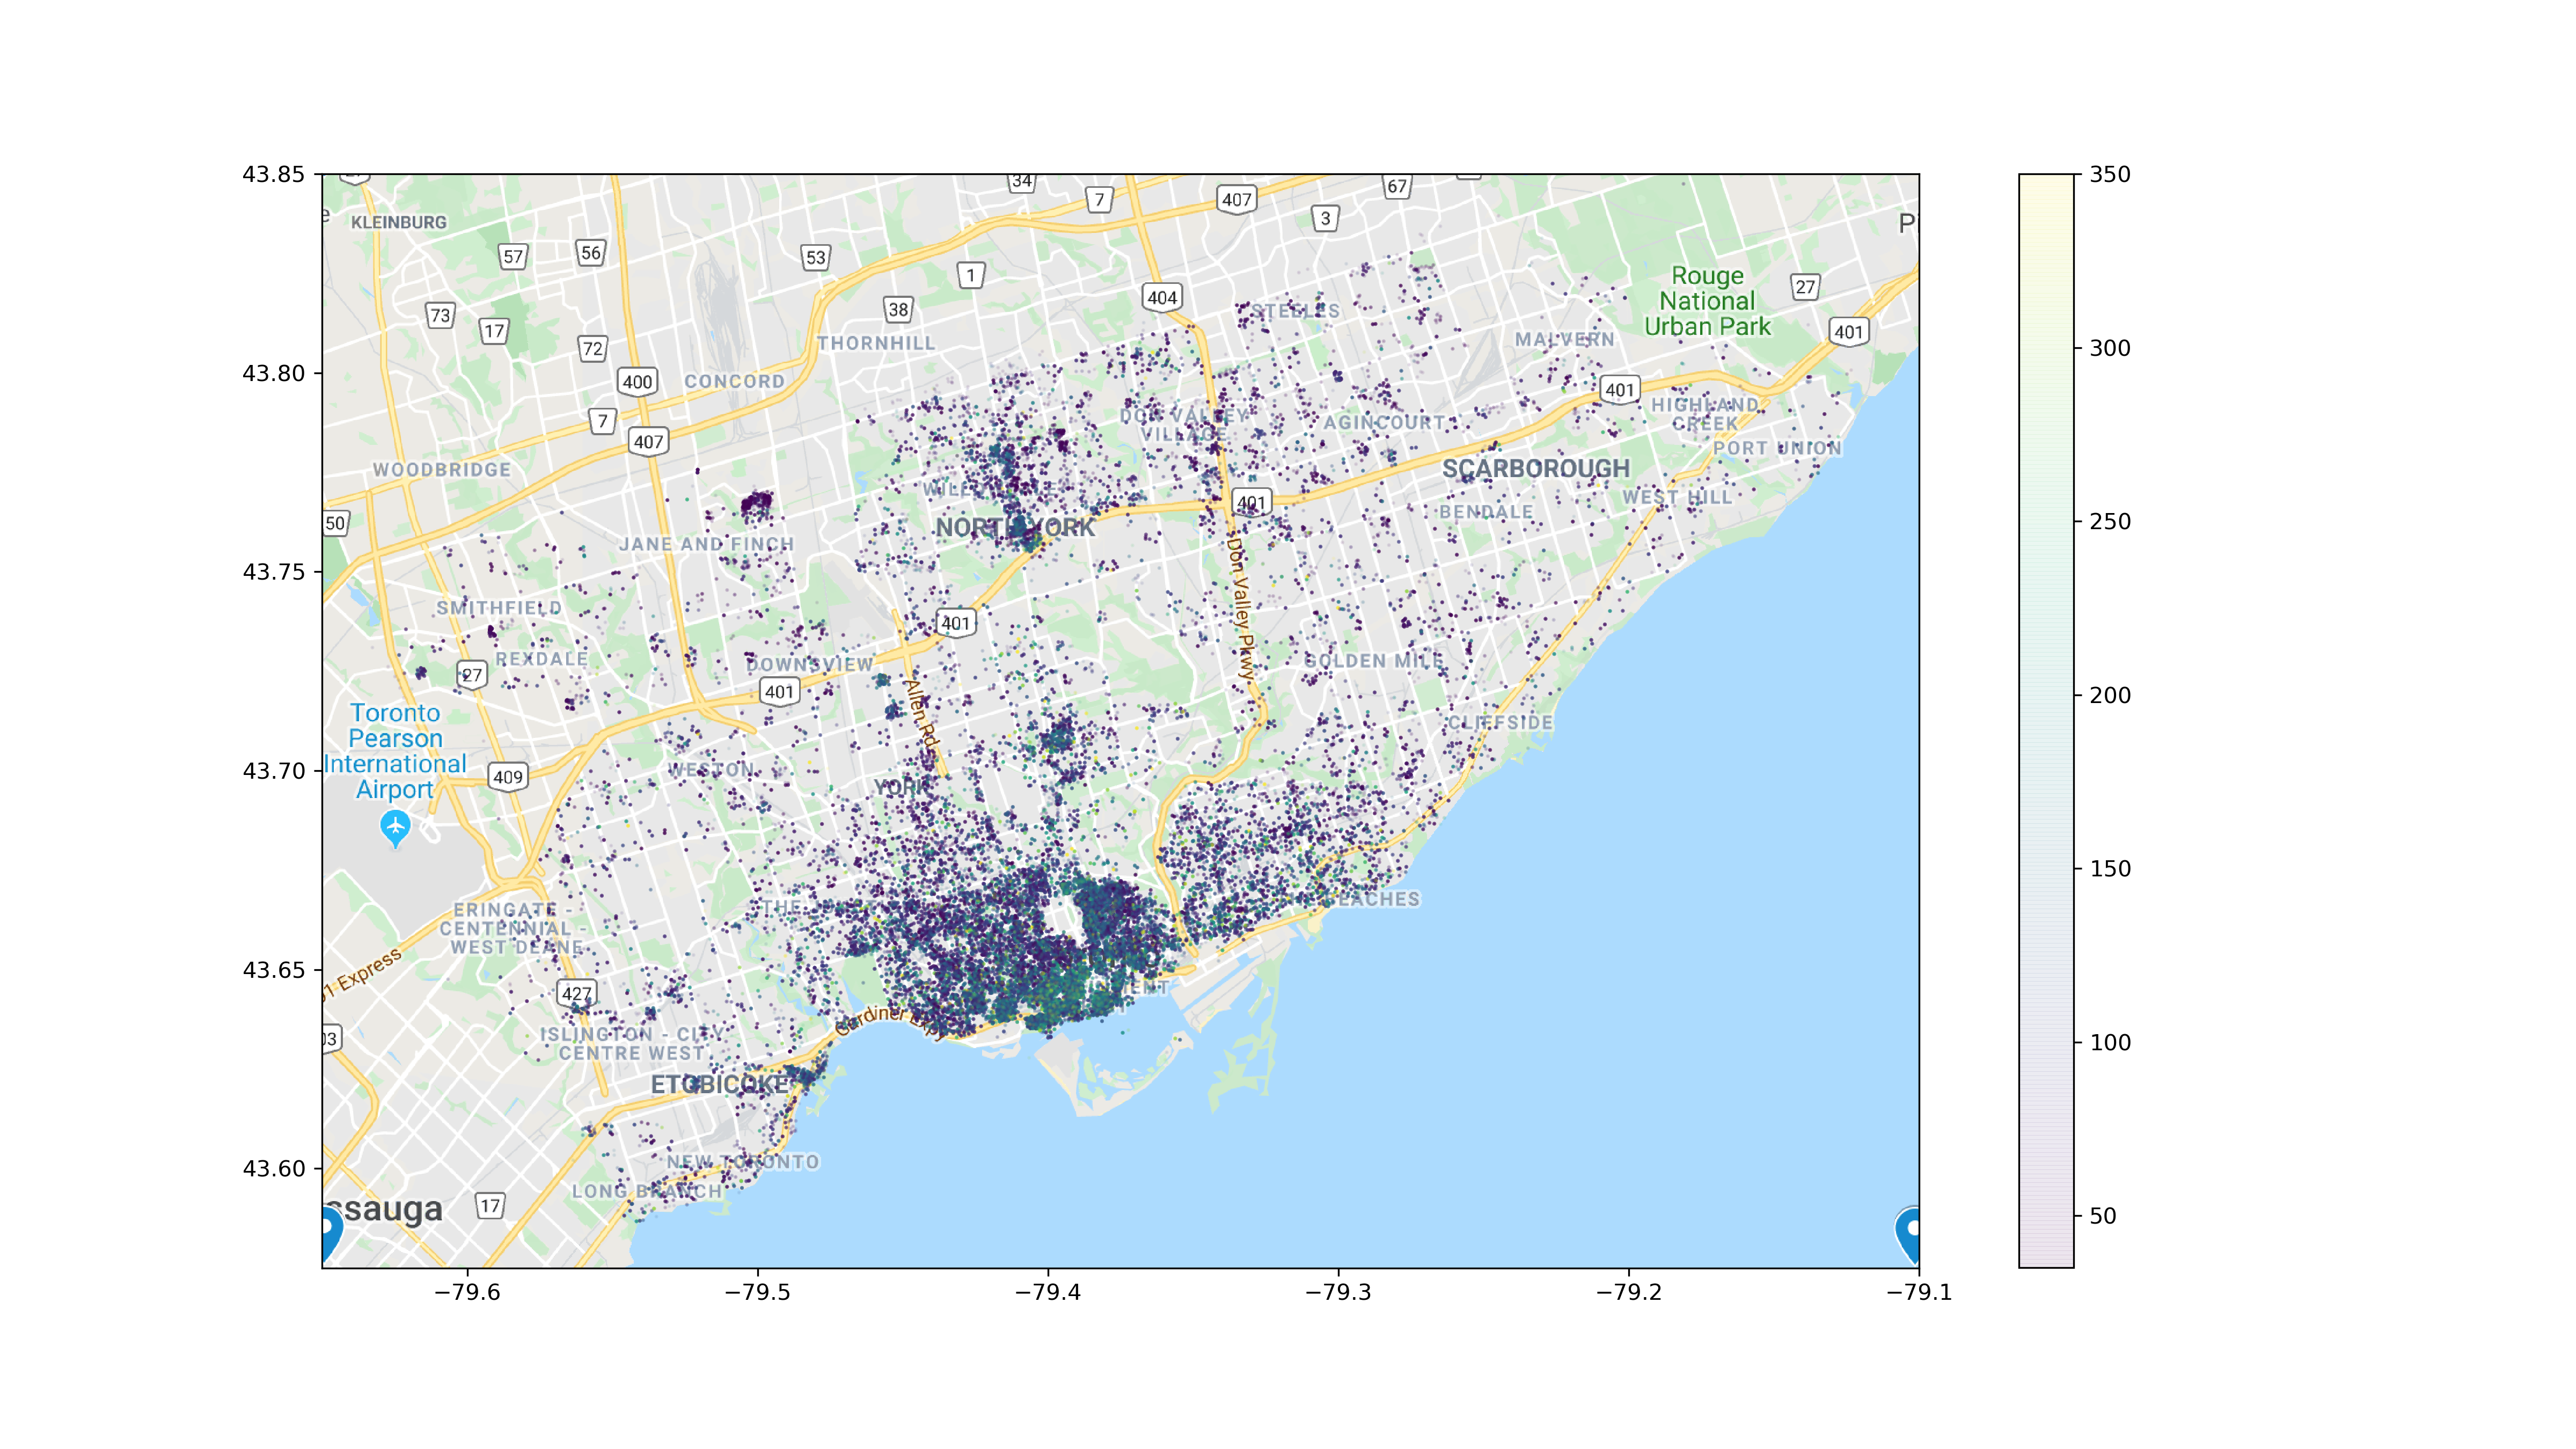 43.85
43.80
43.75
43.70
43.65
43.60
−79.6
−79.5
−79.4
−79.3
−79.2
−79.1
350
300
250
200
150
100
50
34
7
407
67
3
KLEINBURG
57
56
53
1
404
Rouge
National
Urban Park
27
401
73
17
38
72
THORNHILL
STEELES
MALVERN
400
CONCORD
401
7
407
DON VALLEY
VILLAGE
AGINCOURT
HIGHLAND
CREEK
PORT UNION
WOODBRIDGE
SCARBOROUGH
WEST HILL
50
401
BENDALE
NORTH YORK
JANE AND FINCH
Don Valley Pkwy
SMITHFIELD
401
REXDALE
27
DOWNSVIEW
401
Allen Rd
GOLDEN MILE
CLIFFSIDE
Toronto
Pearson
International
Airport
409
WESTON
YORK
ERINGATE -
CENTENNIAL -
WEST DEANE
EACHES
1 Express
427
Gardiner Expy
ISLINGTON - CITY
CENTRE WEST
ETOBICOKE
NEW TORONTO
LONG BRANCH
17
ssauga